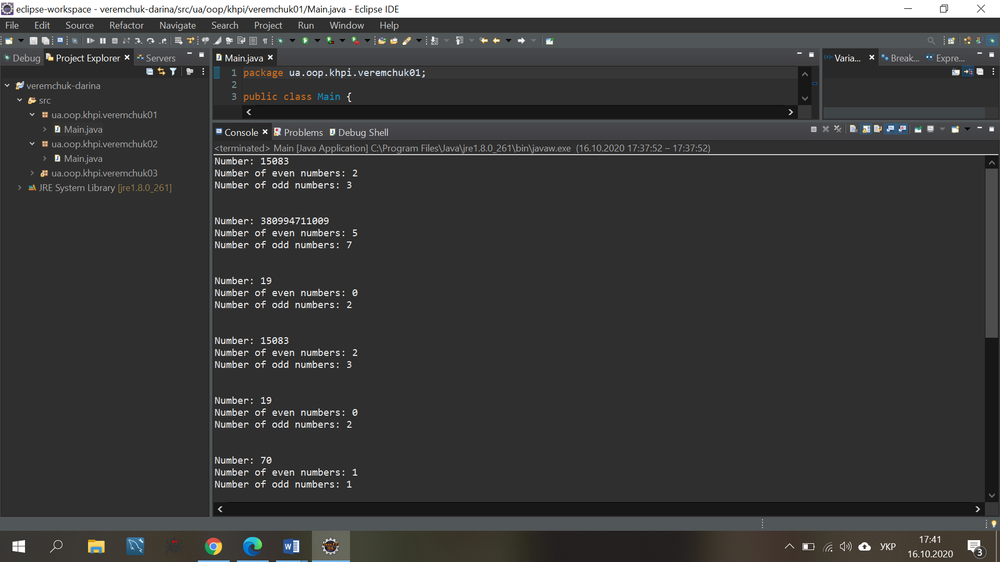 eclipse-workspace - veremchuk-darina/src/ua/oop/khpi/veremchuk01/Main.java - Eclipse IDE
File Edit Source Refactor Navigate Search Project Run Window Help
Debug Project Explorer Servers
veremchuk-darina
src
ua.oop.khpi.veremchuk01
Main.java
ua.oop.khpi.veremchuk02
Main.java
ua.oop.khpi.veremchuk03
JRE System Library [jre1.8.0_261]
Main.java
1 package ua.oop.khpi.veremchuk01;
2
3 public class Main {
Varia... Break... Expre...
Console Problems Debug Shell
<terminated> Main [Java Application] C:\Program Files\Java\jre1.8.0_261\bin\javaw.exe (16.10.2020 17:37:52 – 17:37:52)
Number: 15083
Number of even numbers: 2
Number of odd numbers: 3
Number: 380994711009
Number of even numbers: 5
Number of odd numbers: 7
Number: 19
Number of even numbers: 0
Number of odd numbers: 2
Number: 15083
Number of even numbers: 2
Number of odd numbers: 3
Number: 19
Number of even numbers: 0
Number of odd numbers: 2
Number: 70
Number of even numbers: 1
Number of odd numbers: 1
УКР
17:41
16.10.2020
3